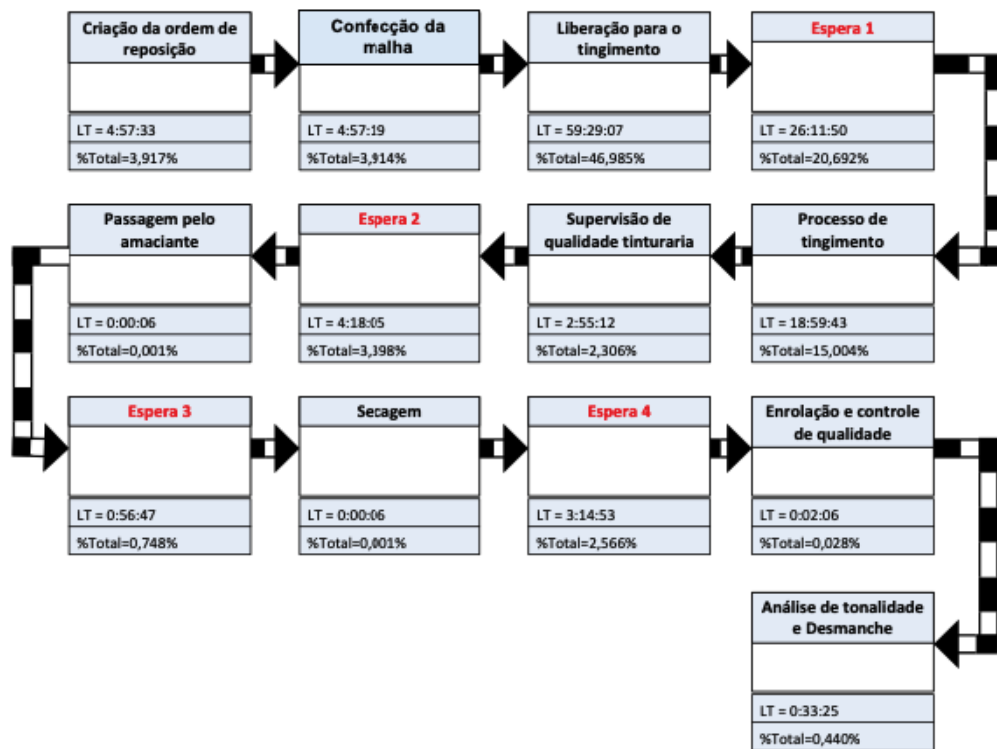 Criação da ordem de
reposição
LT = 4:57:33
%Total=3,917%
Confecção da
malha
LT = 4:57:19
%Total=3,914%
Liberação para o
tingimento
LT = 59:29:07
%Total=46,985%
Espera 1
LT = 26:11:50
%Total=20,692%
Passagem pelo
amaciante
LT = 0:00:06
%Total=0,001%
Espera 2
LT = 4:18:05
%Total=3,398%
Supervisão de
qualidade tinturaria
LT = 2:55:12
%Total=2,306%
Processo de
tingimento
LT = 18:59:43
%Total=15,004%
Espera 3
LT = 0:56:47
%Total=0,748%
Secagem
LT = 0:00:06
%Total=0,001%
Espera 4
LT = 3:14:53
%Total=2,566%
Enrolação e controle
de qualidade
LT = 0:02:06
%Total=0,028%
Análise de tonalidade
e Desmanche
LT = 0:33:25
%Total=0,440%